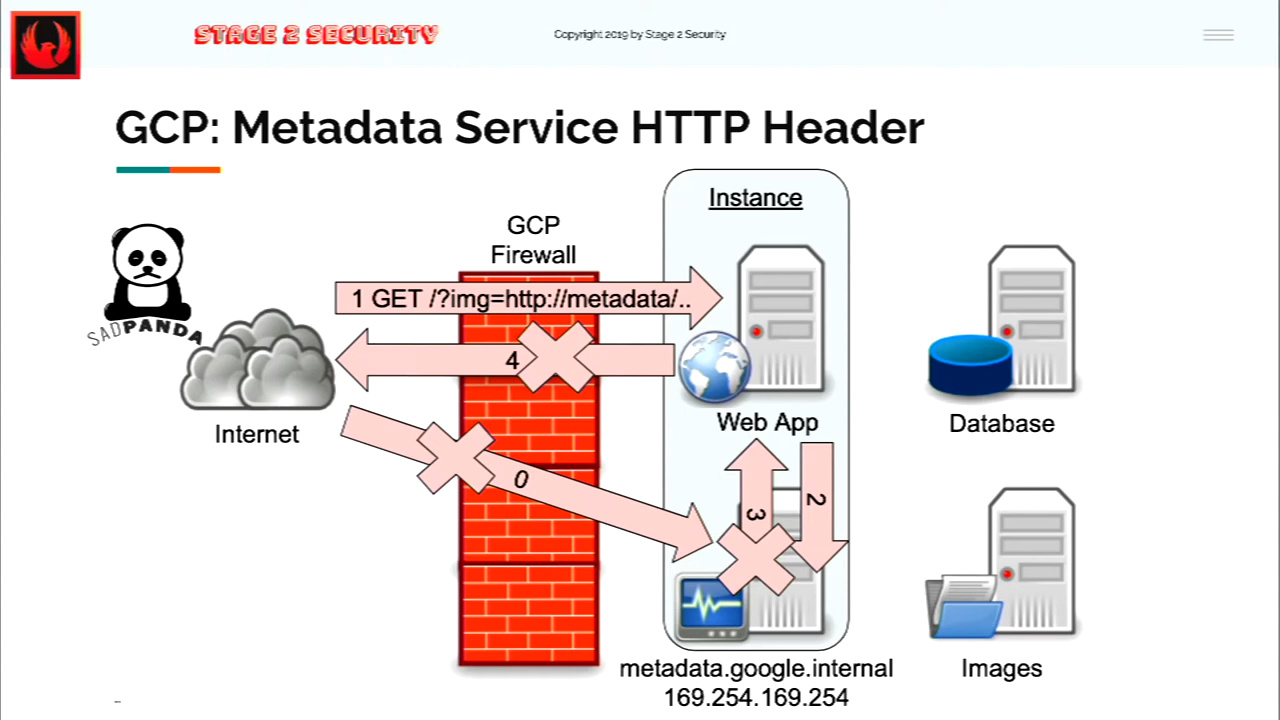 STAGE 2 SECURITY
Copyright 2019 by Stage 2 Security
GCP: Metadata Service HTTP Header
Instance
GCP
Firewall
1 GET /?img=http://metadata/..
SADPANDA
4
Internet
Web App
Database
0
3
2
metadata.google.internal
169.254.169.254
Images